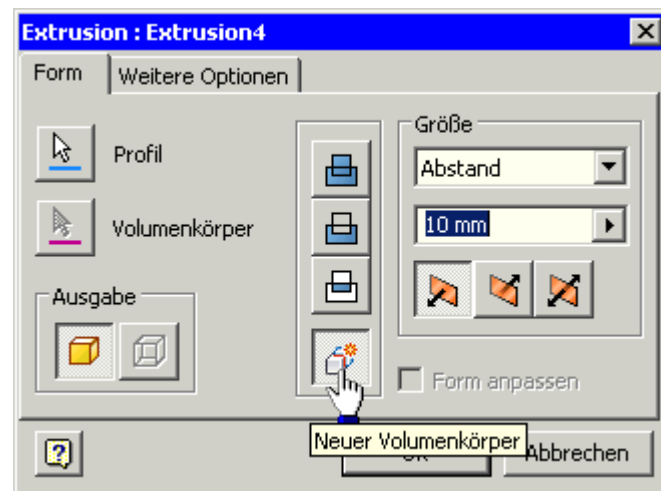 Extrusion : Extrusion4
Form
Weitere Optionen
Profil
Volumenkörper
Ausgabe
Größe
Abstand
10 mm
Form anpassen
Neuer Volumenkörper
Abbrechen